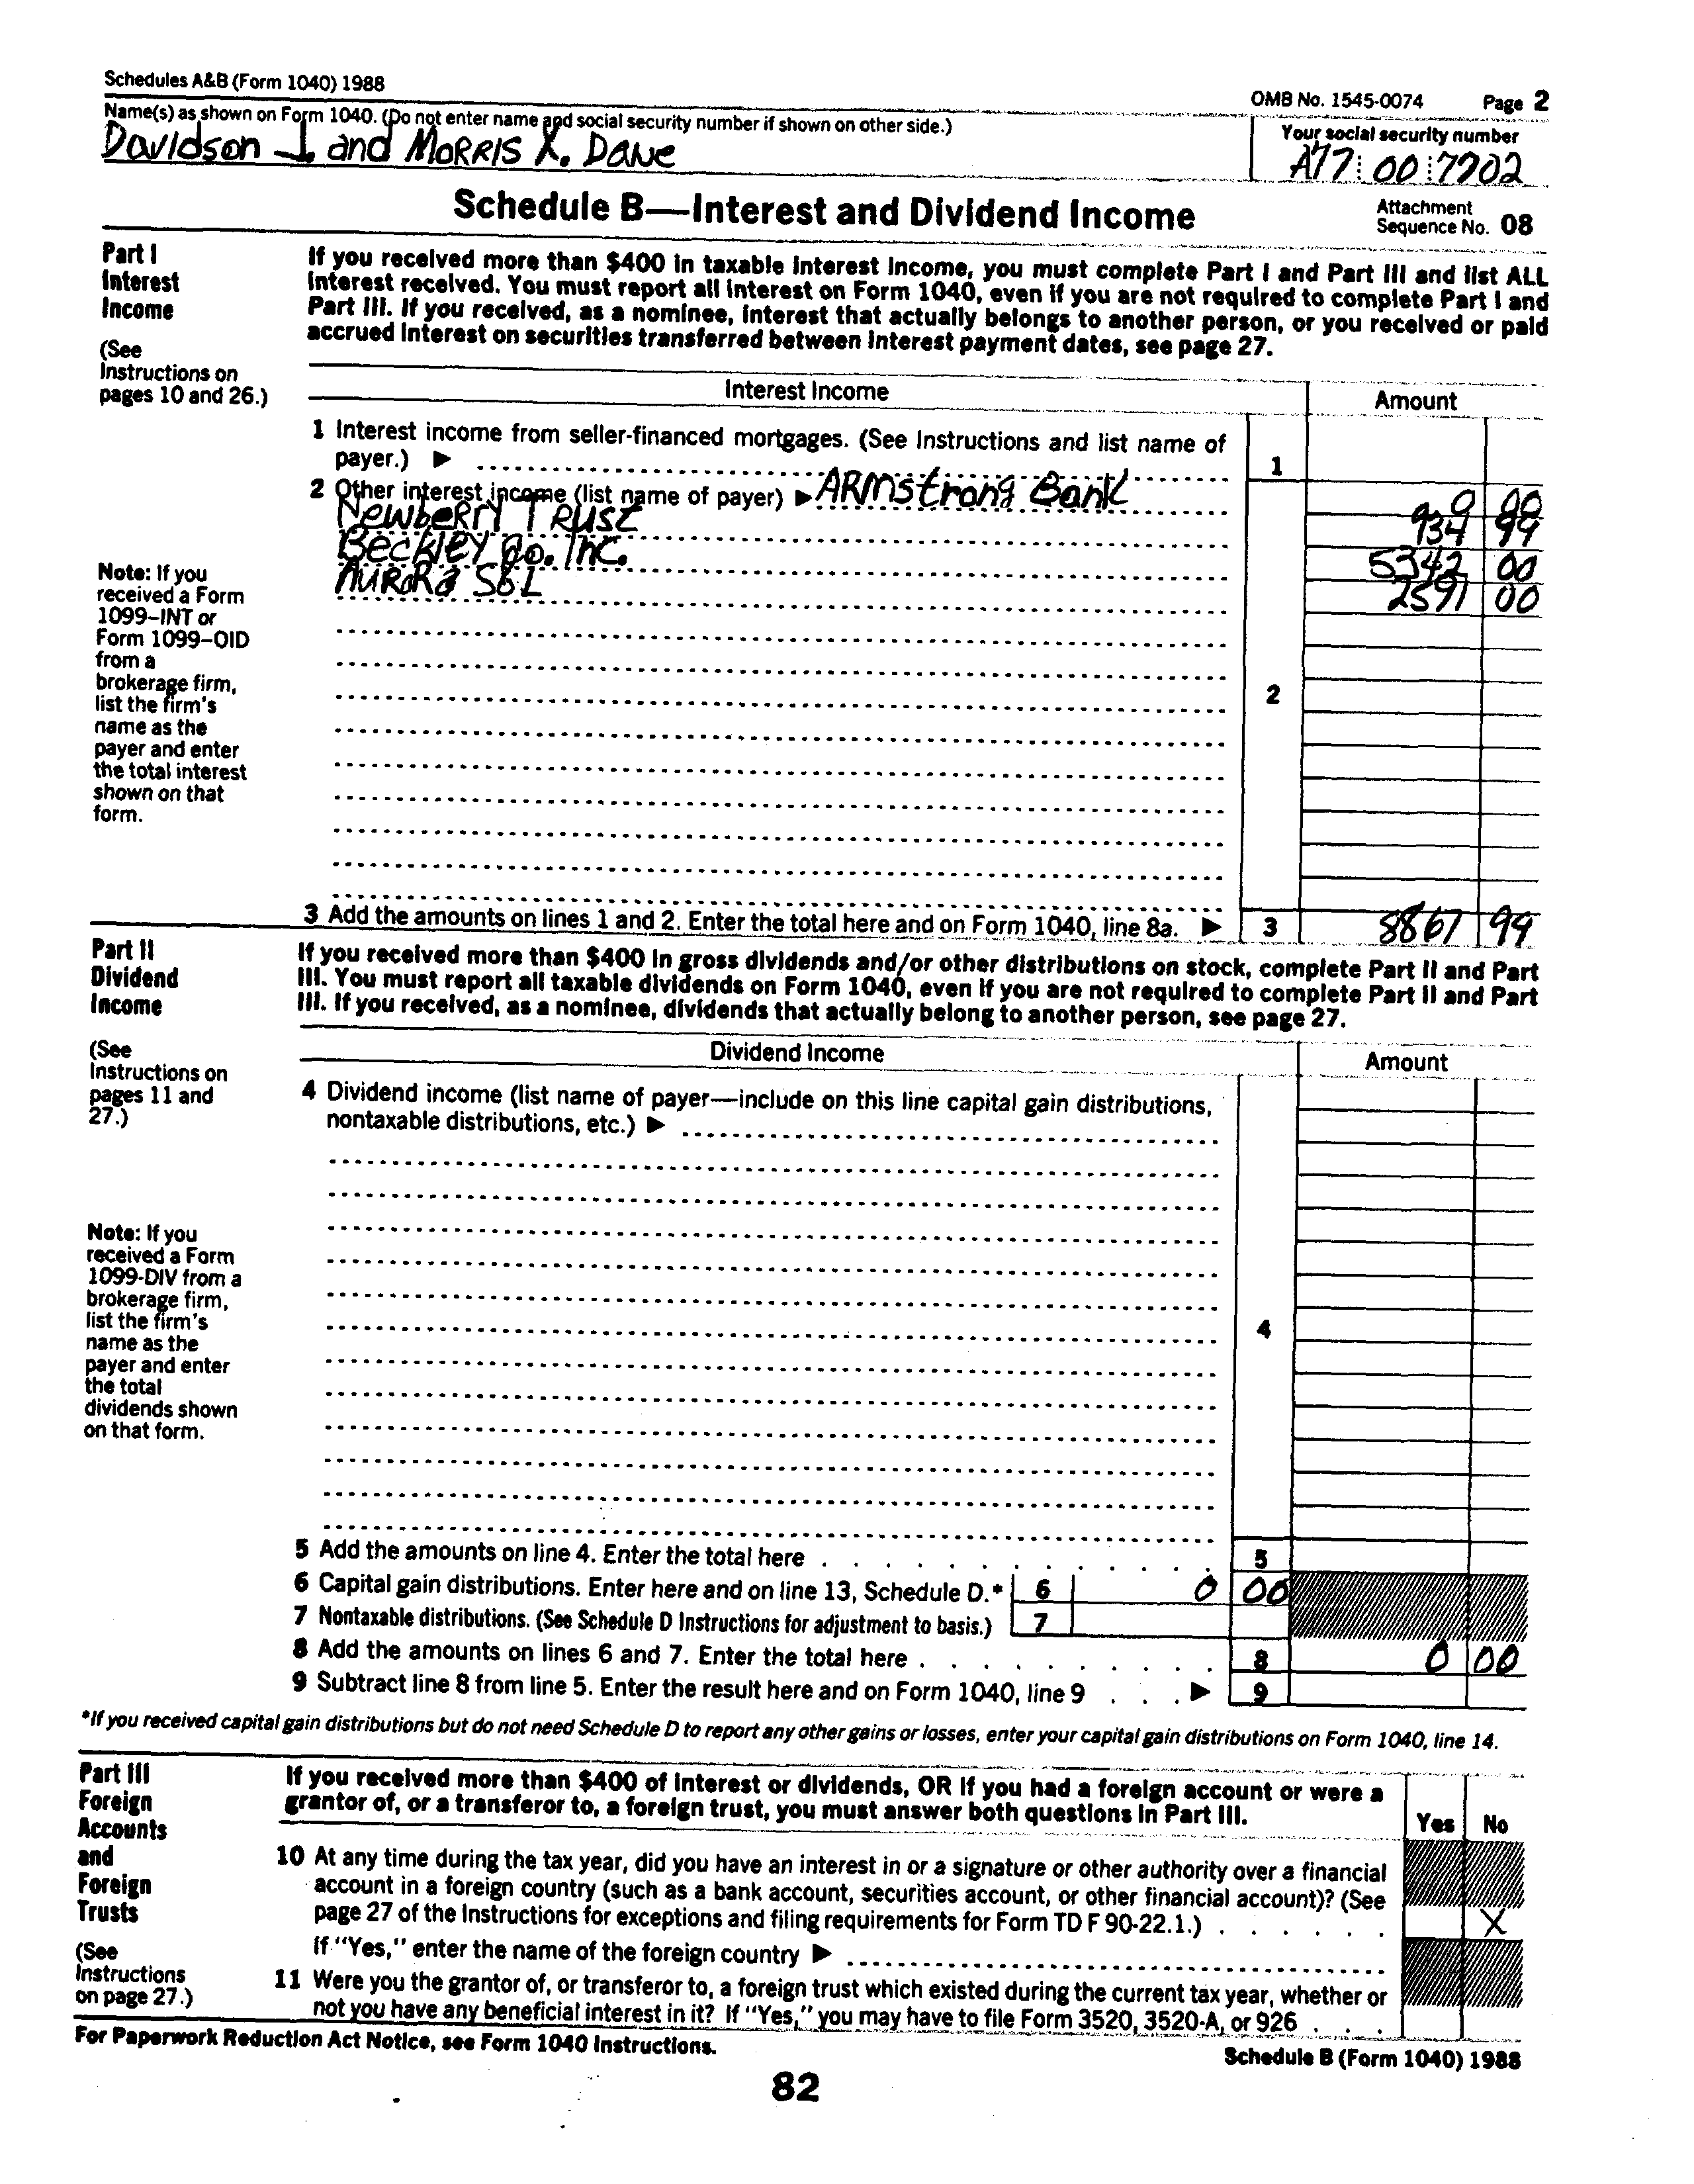 Schedules A&B (Form 1040) 1988
OMB No. 1545-0074 Page 2
Name(s) as shown on Form 1040. (Do not enter name and social security number if shown on other side.)
Your social security number
Davidson J. and MORRIS X. Dane
A77 00 7702
Schedule B—Interest and Dividend Income
Attachment
Sequence No. 08
Part I
Interest
Income
(See
Instructions on
pages 10 and 26.)
If you received more than $400 in taxable interest income, you must complete Part I and Part III and list ALL
interest received. You must report all interest on Form 1040, even if you are not required to complete Part I and
Part III. If you received, as a nominee, interest that actually belongs to another person, or you received or paid
accrued interest on securities transferred between interest payment dates, see page 27.
Interest Income
Amount
1 Interest income from seller-financed mortgages. (See Instructions and list name of
payer.) ▶ 1
2 Other interest income (list name of payer) ▶ ARMstrong Bank 0 00
NewbeRRY TRUST 934 99
BeckleY Co. Inc. 5342 00
AURORa S&L 2591 00
2
Note: If you
received a Form
1099–INT or
Form 1099–OID
from a
brokerage firm,
list the firm's
name as the
payer and enter
the total interest
shown on that
form.
3 Add the amounts on lines 1 and 2. Enter the total here and on Form 1040, line 8a. ▶ 3 8867 99
Part II
Dividend
Income
(See
Instructions on
pages 11 and
27.)
If you received more than $400 in gross dividends and/or other distributions on stock, complete Part II and Part
III. You must report all taxable dividends on Form 1040, even if you are not required to complete Part II and Part
III. If you received, as a nominee, dividends that actually belong to another person, see page 27.
Dividend Income
Amount
4 Dividend income (list name of payer—include on this line capital gain distributions,
nontaxable distributions, etc.) ▶
4
Note: If you
received a Form
1099-DIV from a
brokerage firm,
list the firm's
name as the
payer and enter
the total
dividends shown
on that form.
5 Add the amounts on line 4. Enter the total here . . . 5
6 Capital gain distributions. Enter here and on line 13, Schedule D.* 6 0 00
7 Nontaxable distributions. (See Schedule D Instructions for adjustment to basis.) 7
8 Add the amounts on lines 6 and 7. Enter the total here . . . 8 0 00
9 Subtract line 8 from line 5. Enter the result here and on Form 1040, line 9 . . . ▶ 9
*If you received capital gain distributions but do not need Schedule D to report any other gains or losses, enter your capital gain distributions on Form 1040, line 14.
Part III
Foreign
Accounts
and
Foreign
Trusts
(See
Instructions
on page 27.)
If you received more than $400 of interest or dividends, OR if you had a foreign account or were a
grantor of, or a transferor to, a foreign trust, you must answer both questions in Part III.
Yes No
10 At any time during the tax year, did you have an interest in or a signature or other authority over a financial
account in a foreign country (such as a bank account, securities account, or other financial account)? (See
page 27 of the Instructions for exceptions and filing requirements for Form TD F 90-22.1.) . . . X
If "Yes," enter the name of the foreign country ▶
11 Were you the grantor of, or transferor to, a foreign trust which existed during the current tax year, whether or
not you have any beneficial interest in it? If "Yes," you may have to file Form 3520, 3520-A, or 926 . . .
For Paperwork Reduction Act Notice, see Form 1040 Instructions.
Schedule B (Form 1040) 1988
82